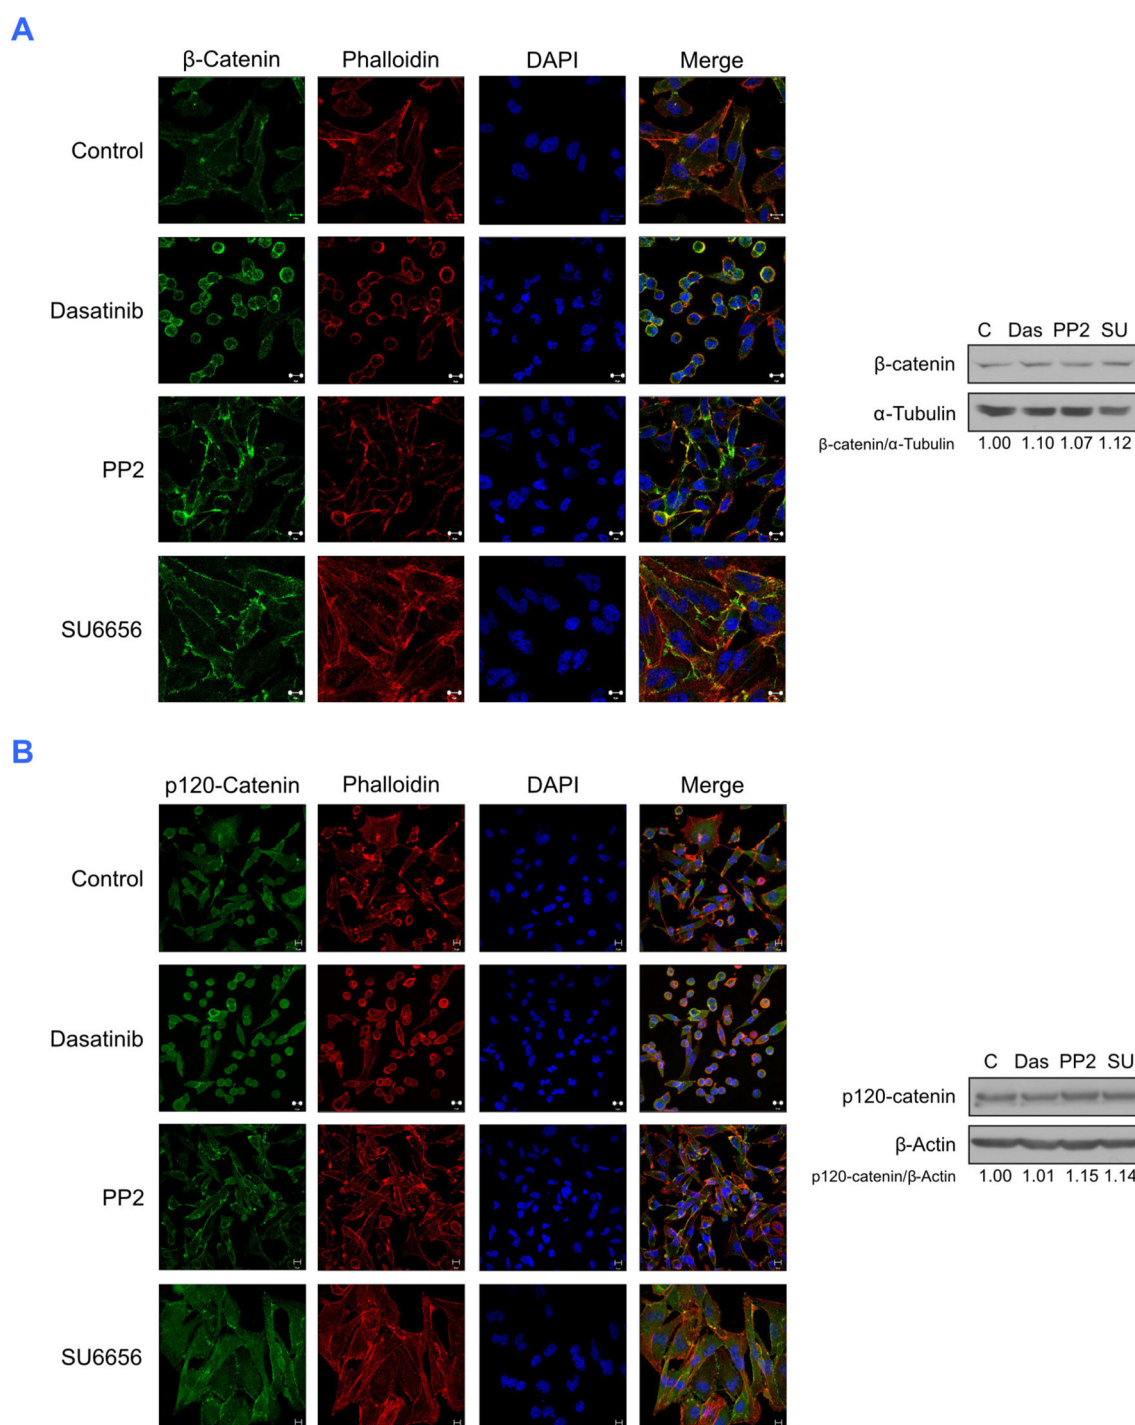 A
β-Catenin Phalloidin DAPI Merge
Control
Dasatinib
PP2
SU6656
C Das PP2 SU
β-catenin
α-Tubulin
β-catenin/α-Tubulin 1.00 1.10 1.07 1.12
B
p120-Catenin Phalloidin DAPI Merge
Control
Dasatinib
PP2
SU6656
C Das PP2 SU
p120-catenin
β-Actin
p120-catenin/β-Actin 1.00 1.01 1.15 1.14